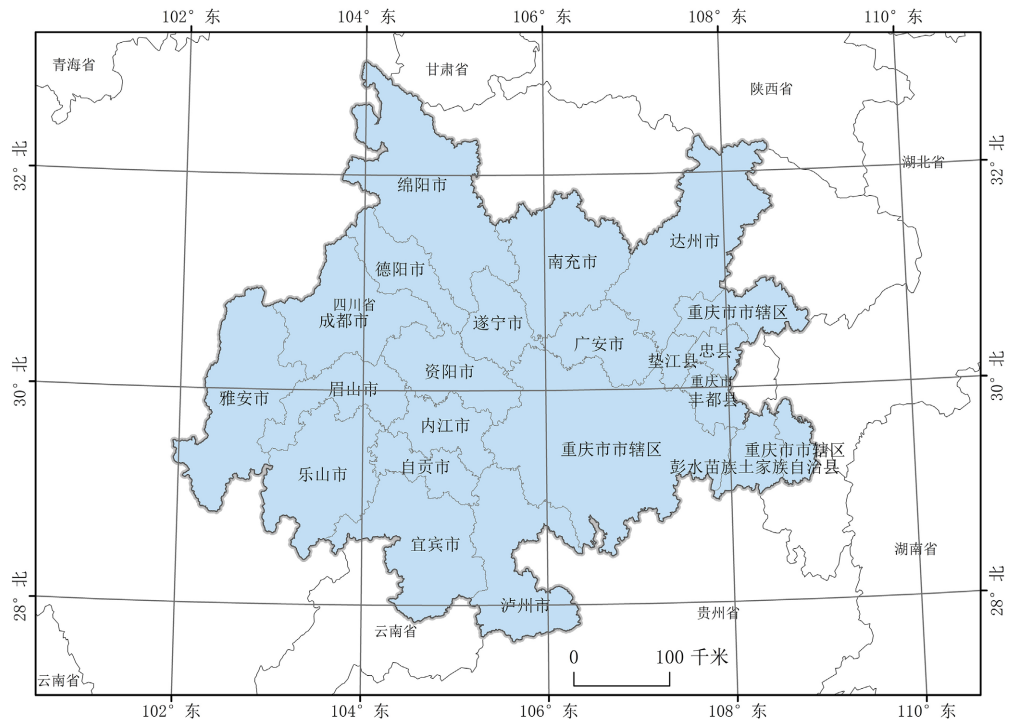 102° 东
104° 东
106° 东
108° 东
110° 东
青海省
甘肃省
陕西省
湖北省
32° 北
32° 北
绵阳市
达州市
南充市
德阳市
四川省
成都市
遂宁市
重庆市市辖区
广安市
忠县
垫江县
资阳市
重庆市
30° 北
30° 北
眉山市
雅安市
丰都县
内江市
重庆市市辖区
重庆市市辖区
自贡市
彭水苗族土家族自治县
乐山市
宜宾市
湖南省
28° 北
28° 北
泸州市
贵州省
云南省
云南省
0
100 千米
102° 东
104° 东
106° 东
108° 东
110° 东